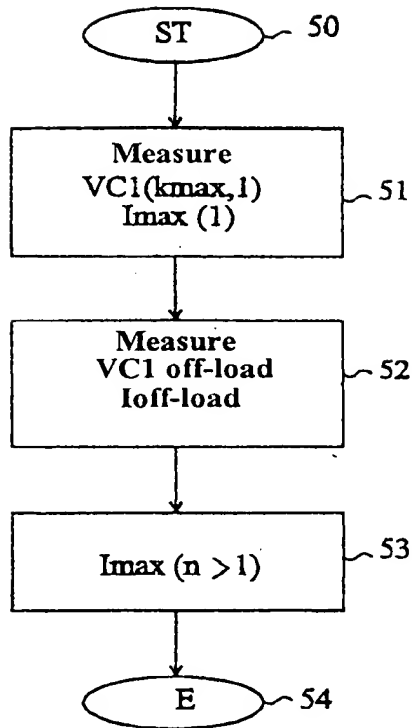 ST
50
Measure
VC1(kmax,1)
Imax (1)
51
Measure
VC1 off-load
Ioff-load
52
Imax (n > 1)
53
E
54